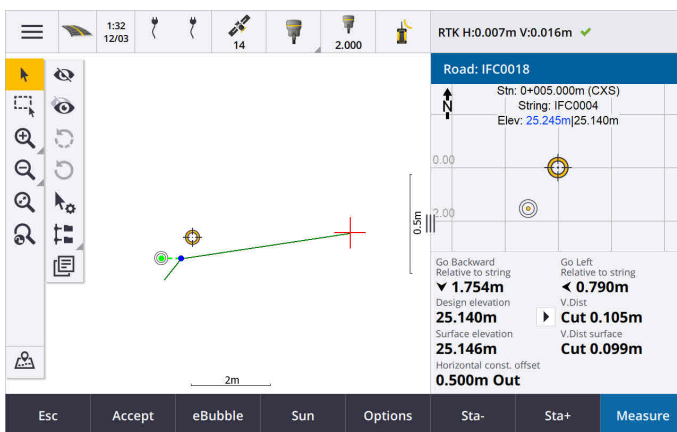 1:32
12/03
14
2.000
RTK H:0.007m V:0.016m
Road: IFC0018
Stn: 0+005.000m (CXS)
String: IFC0004
Elev: 25.245m|25.140m
N
0.00
2.00
0.5m
2m
Go Backward
Relative to string
1.754m
Go Left
Relative to string
0.790m
Design elevation
25.140m
V.Dist
Cut 0.105m
Surface elevation
25.146m
V.Dist surface
Cut 0.099m
Horizontal const. offset
0.500m Out
Esc
Accept
eBubble
Sun
Options
Sta-
Sta+
Measure